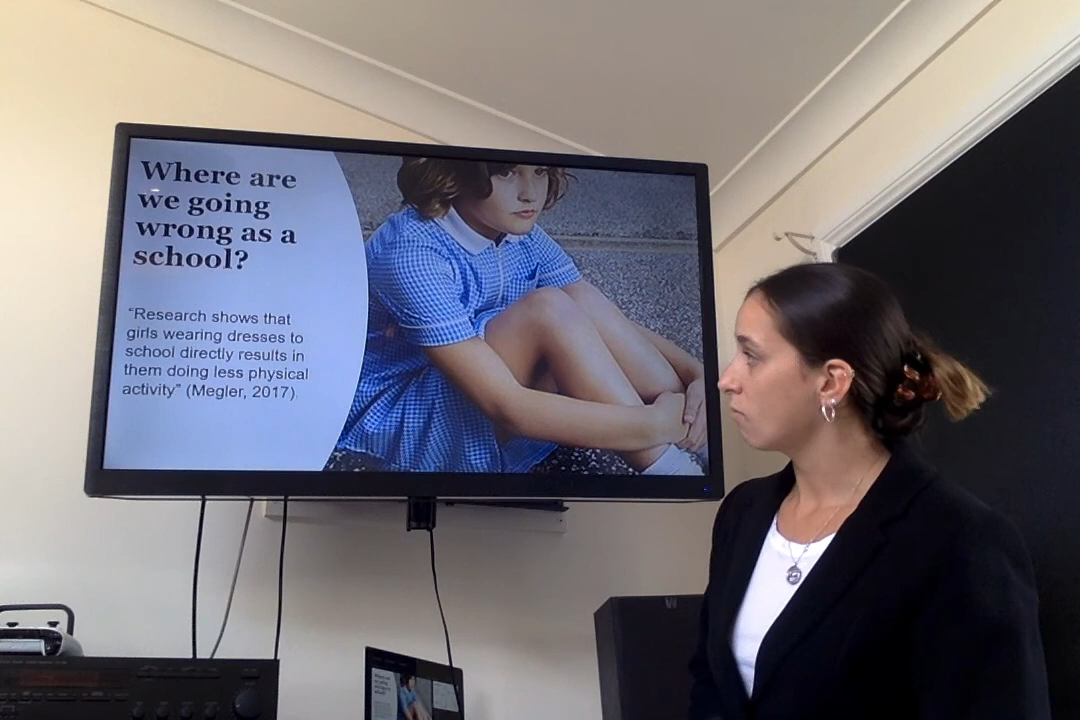 Where are
we going
wrong as a
school?
“Research shows that
girls wearing dresses to
school directly results in
them doing less physical
activity” (Megler, 2017).